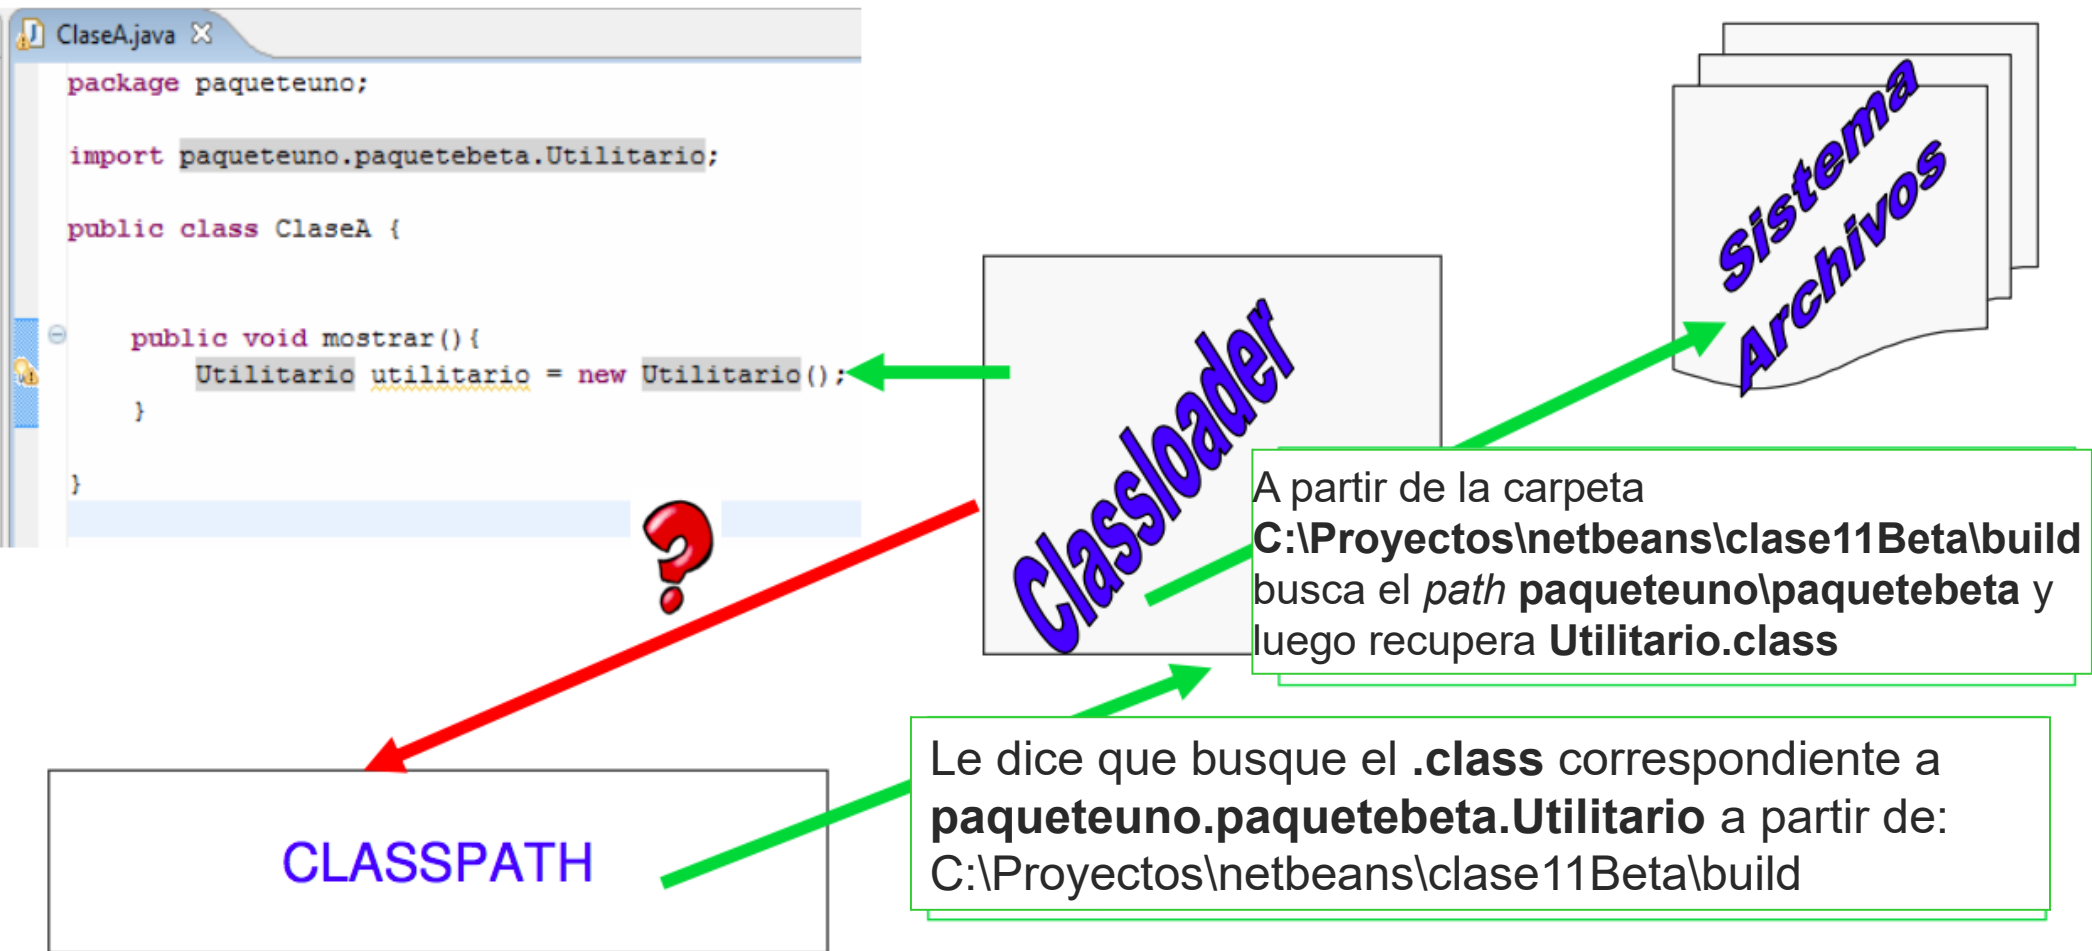 ClaseA.java
package paqueteuno;
import paqueteuno.paquetebeta.Utilitario;
public class ClaseA {
public void mostrar(){
Utilitario utilitario = new Utilitario();
}
}
?
Classloader
Sistema
Archivos
A partir de la carpeta
C:\Proyectos\netbeans\clase11Beta\build
busca el path paqueteuno\paquetebeta y
luego recupera Utilitario.class
Le dice que busque el .class correspondiente a
paqueteuno.paquetebeta.Utilitario a partir de:
C:\Proyectos\netbeans\clase11Beta\build
CLASSPATH